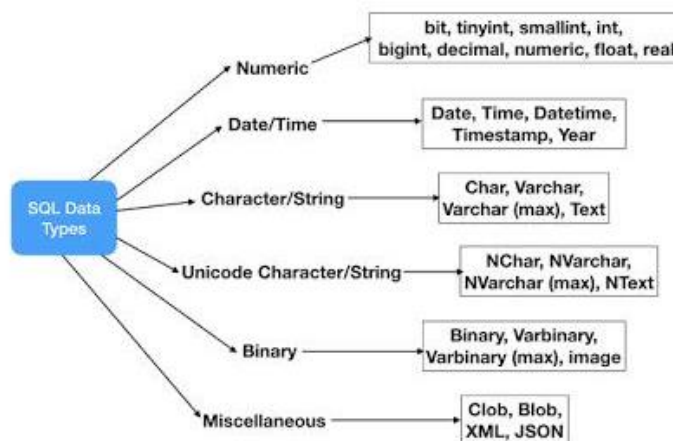 bit, tinyint, smallint, int,
bigint, decimal, numeric, float, real
Numeric
Date/Time
Date, Time, Datetime,
Timestamp, Year
Character/String
Char, Varchar,
Varchar (max), Text
SQL Data
Types
Unicode Character/String
NChar, NVarchar,
NVarchar (max), NText
Binary
Binary, Varbinary,
Varbinary (max), image
Miscellaneous
Clob, Blob,
XML, JSON